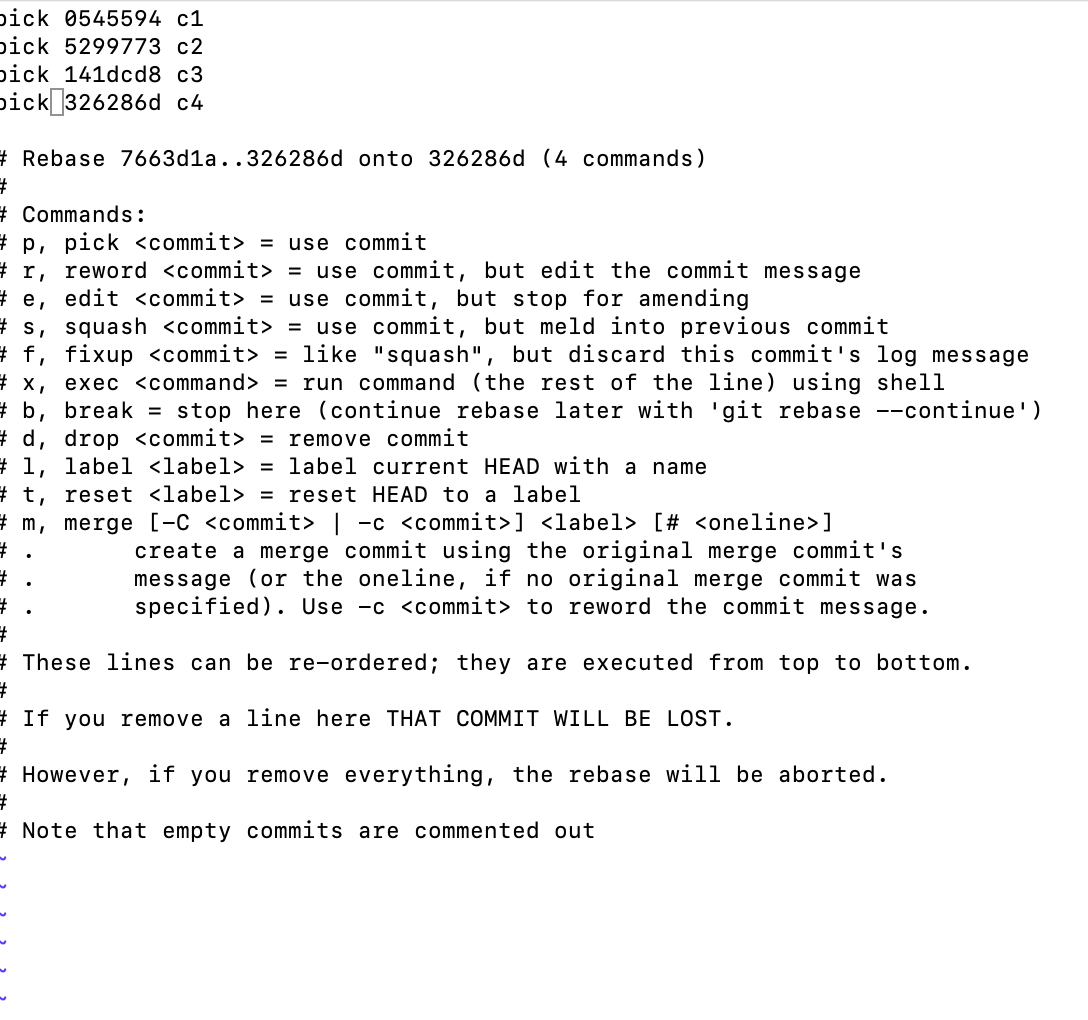 pick 0545594 c1
pick 5299773 c2
pick 141dcd8 c3
pick 326286d c4
# Rebase 7663d1a..326286d onto 326286d (4 commands)
#
# Commands:
# p, pick <commit> = use commit
# r, reword <commit> = use commit, but edit the commit message
# e, edit <commit> = use commit, but stop for amending
# s, squash <commit> = use commit, but meld into previous commit
# f, fixup <commit> = like "squash", but discard this commit's log message
# x, exec <command> = run command (the rest of the line) using shell
# b, break = stop here (continue rebase later with 'git rebase --continue')
# d, drop <commit> = remove commit
# l, label <label> = label current HEAD with a name
# t, reset <label> = reset HEAD to a label
# m, merge [-C <commit> | -c <commit>] <label> [# <oneline>]
# .       create a merge commit using the original merge commit's
# .       message (or the oneline, if no original merge commit was
# .       specified). Use -c <commit> to reword the commit message.
#
# These lines can be re-ordered; they are executed from top to bottom.
#
# If you remove a line here THAT COMMIT WILL BE LOST.
#
# However, if you remove everything, the rebase will be aborted.
#
# Note that empty commits are commented out
~
~
~
~
~
~